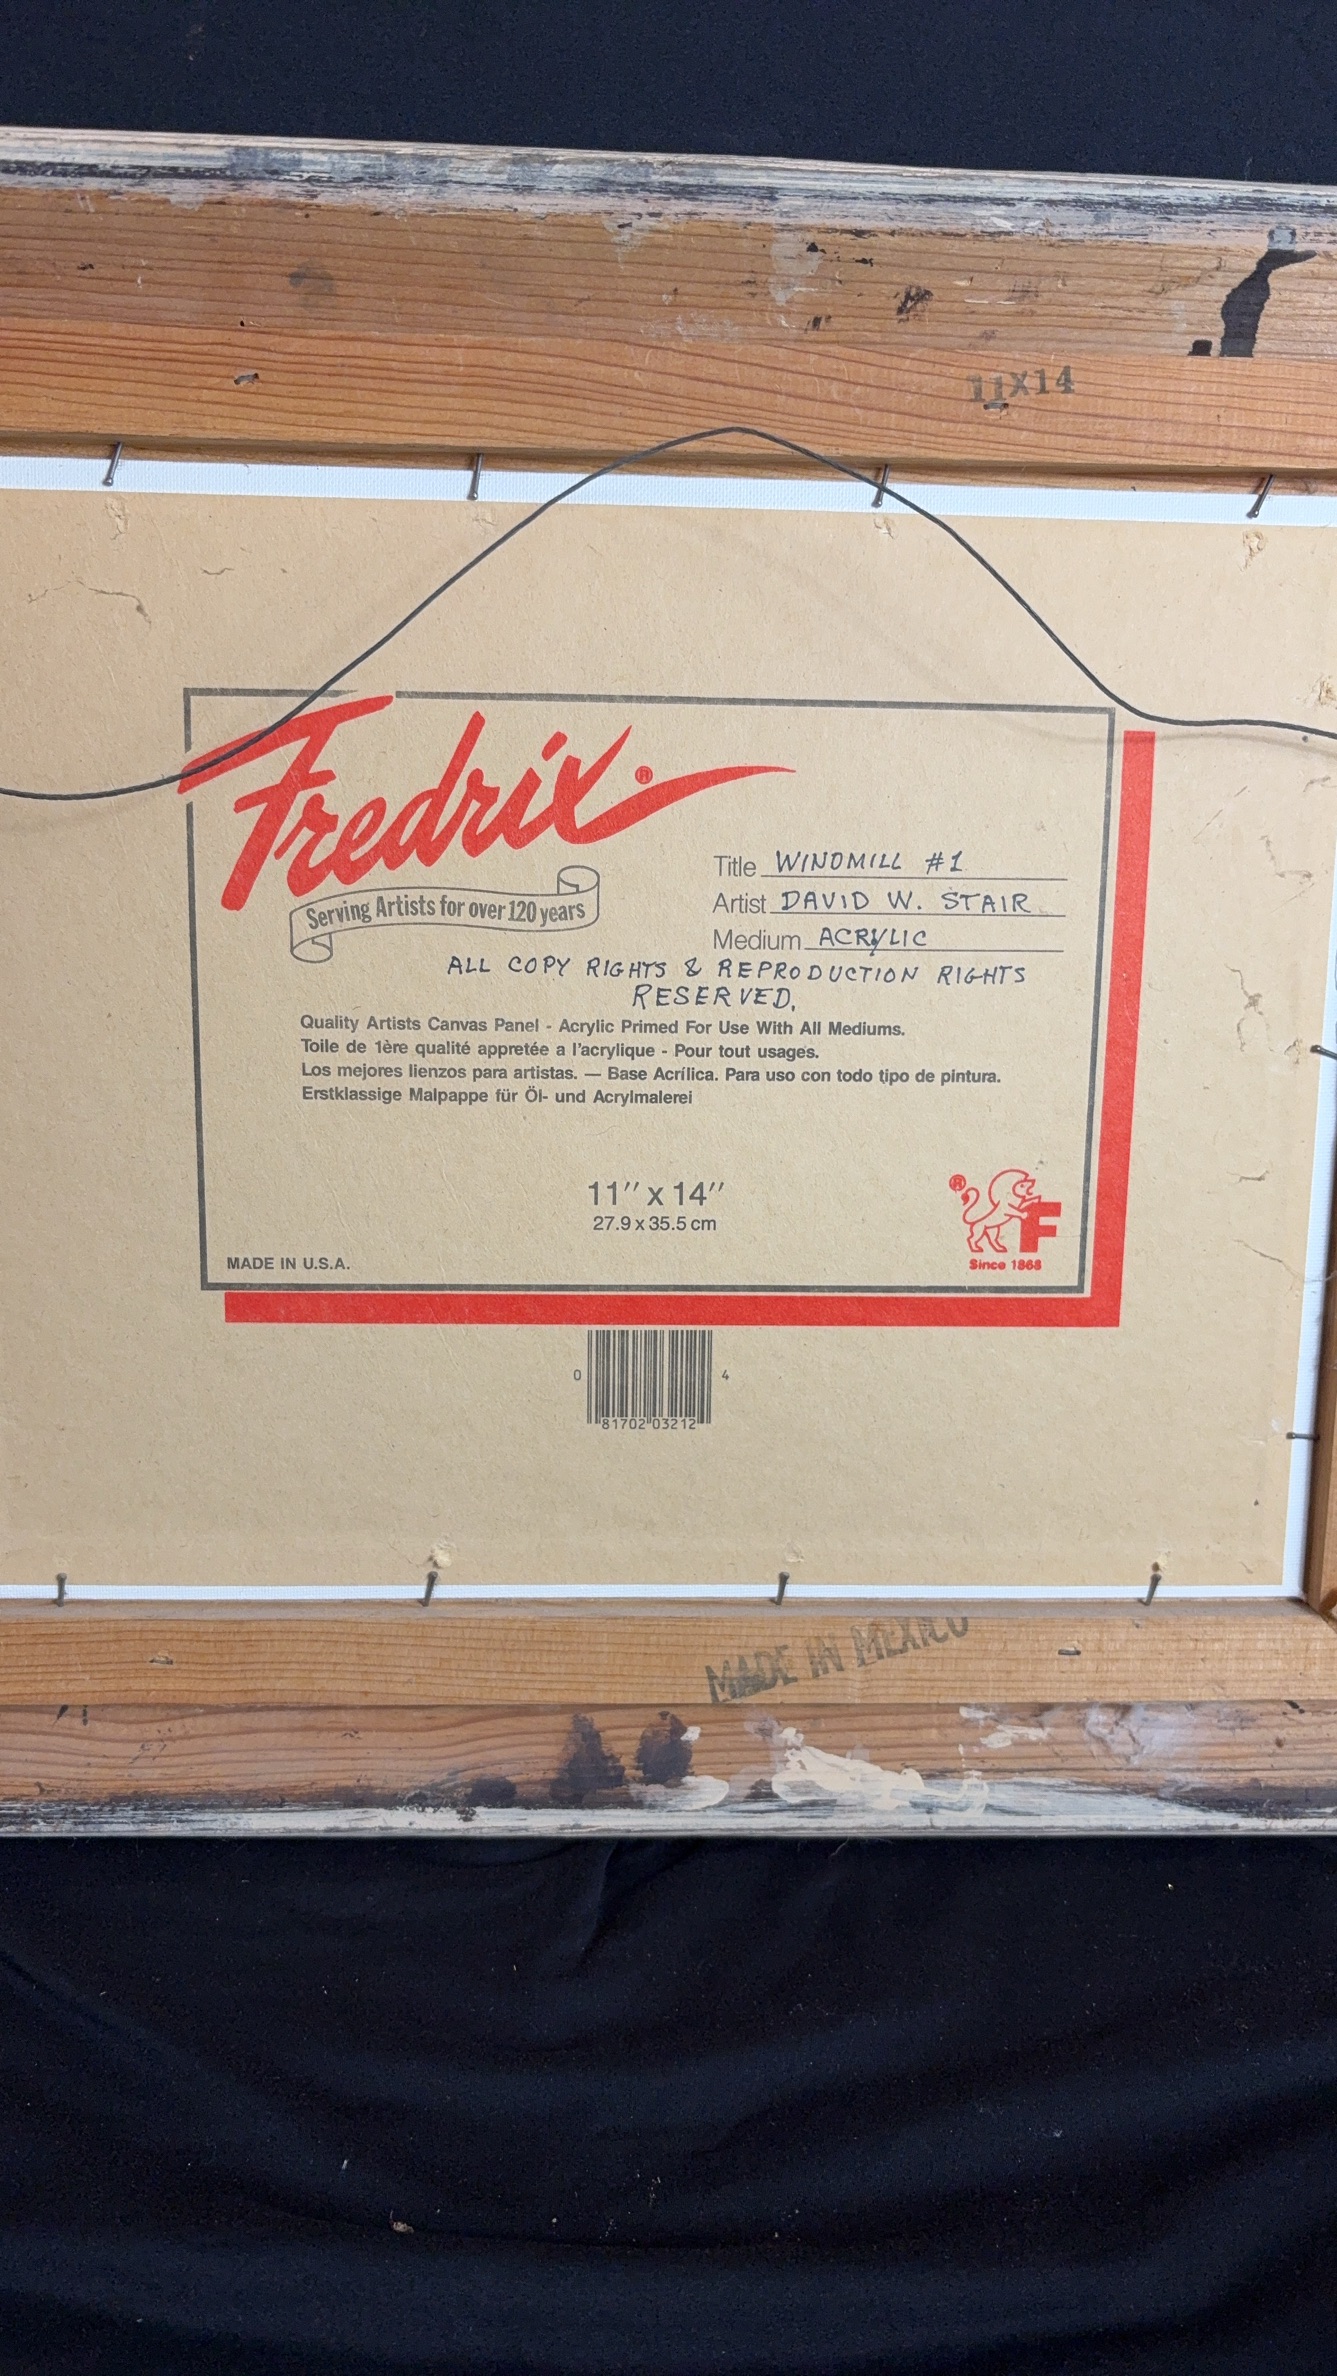 11X14
Fredrix®
Serving Artists for over 120 years
Title WINDMILL #1
Artist DAVID W. STAIR
Medium ACRYLIC
ALL COPY RIGHTS & REPRODUCTION RIGHTS
RESERVED.
Quality Artists Canvas Panel - Acrylic Primed For Use With All Mediums.
Toile de 1ère qualité appretée a l'acrylique - Pour tout usages.
Los mejores lienzos para artistas. — Base Acrílica. Para uso con todo tipo de pintura.
Erstklassige Malpappe für Öl- und Acrylmalerei
11″ x 14″
27.9 x 35.5 cm
® F
Since 1868
MADE IN U.S.A.
0 81702 03212 4
MADE IN MEXICO